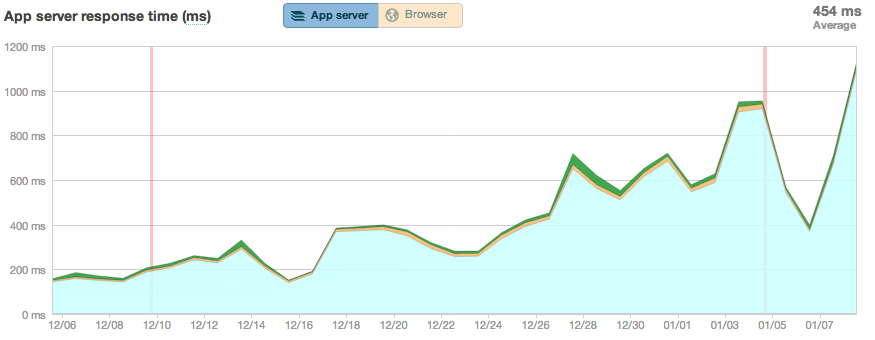 App server response time (ms)
App server
Browser
454 ms
Average
1200 ms
1000 ms
800 ms
600 ms
400 ms
200 ms
0 ms
12/06 12/08 12/10 12/12 12/14 12/16 12/18 12/20 12/22 12/24 12/26 12/28 12/30 01/01 01/03 01/05 01/07